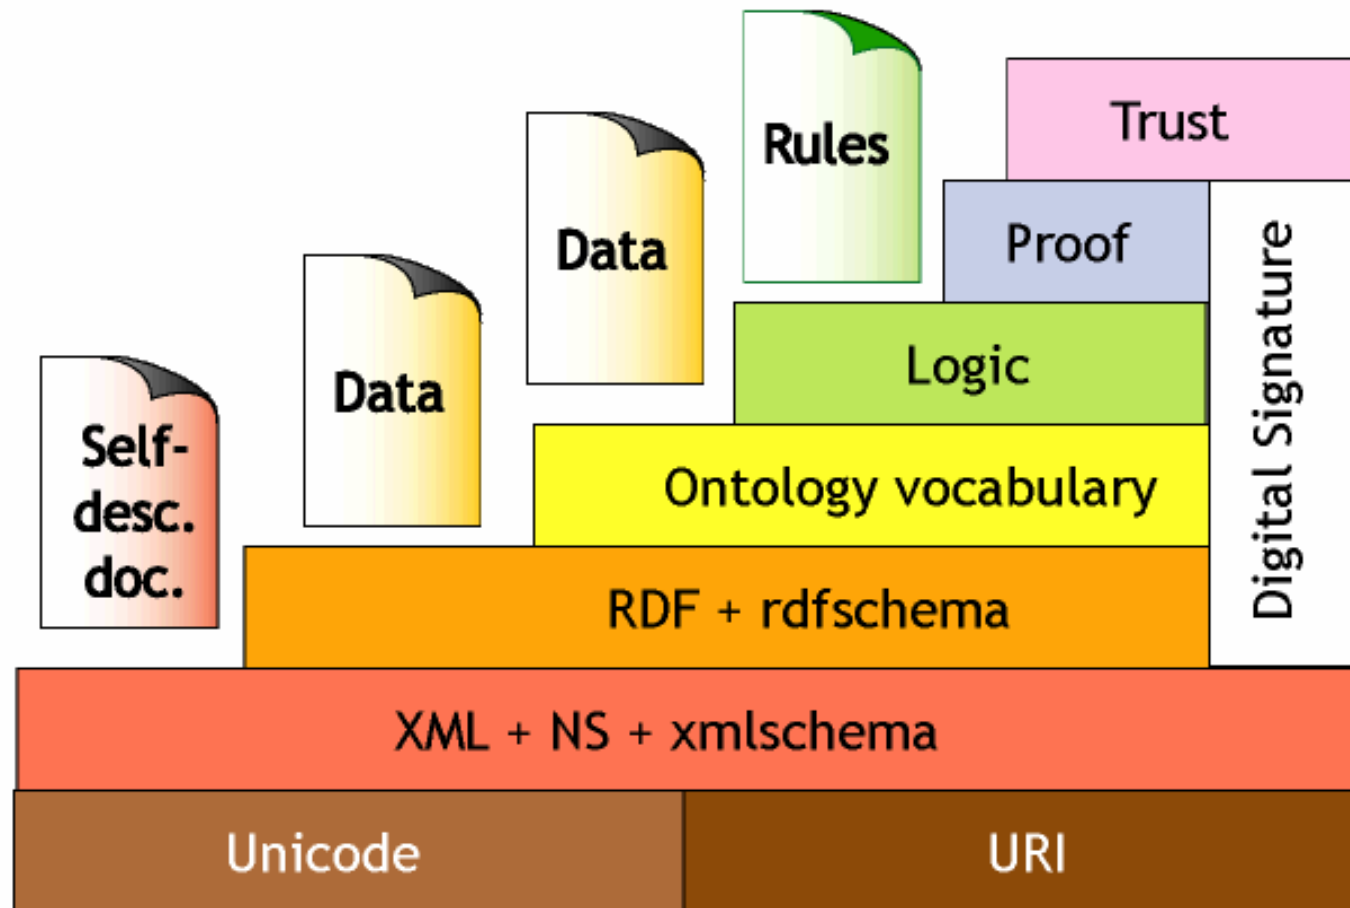 Rules
Trust
Data
Proof
Data
Logic
Self-
desc.
doc.
Ontology vocabulary
Digital Signature
RDF + rdfschema
XML + NS + xmlschema
Unicode
URI